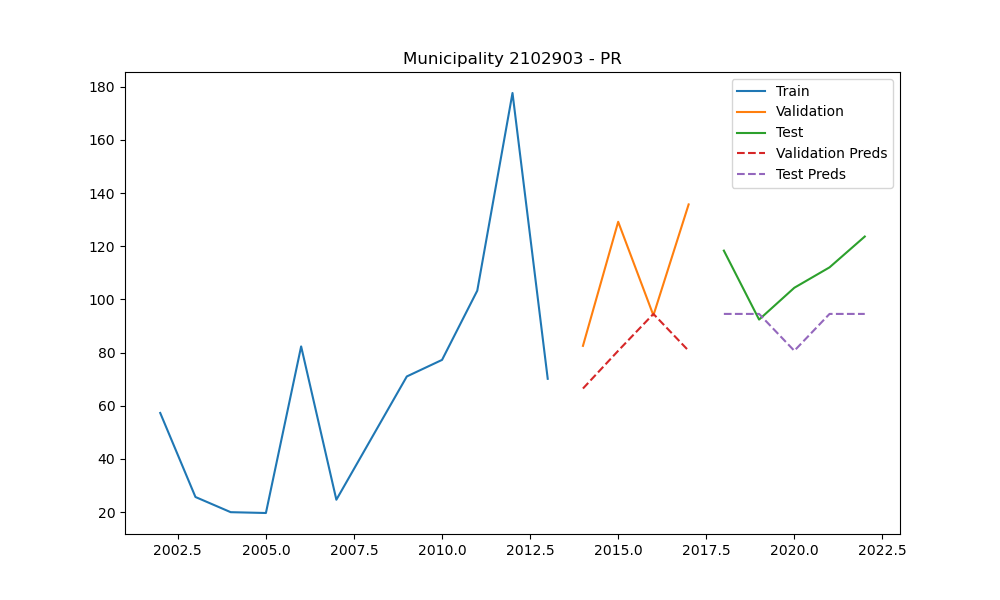 Municipality 2102903 - PR
Train
Validation
Test
Validation Preds
Test Preds
180
160
140
120
100
80
60
40
20
2002.5 2005.0 2007.5 2010.0 2012.5 2015.0 2017.5 2020.0 2022.5